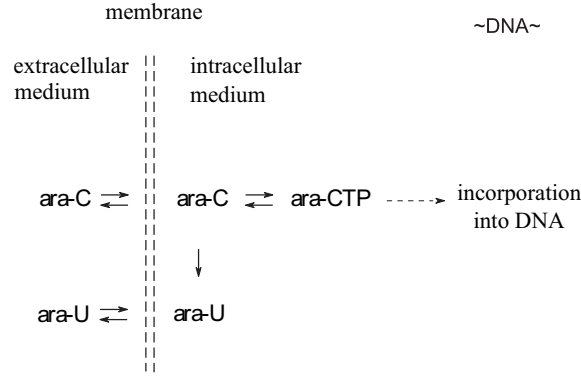 membrane
~DNA~
extracellular
medium
intracellular
medium
ara-C
ara-C
ara-CTP
incorporation
into DNA
ara-U
ara-U